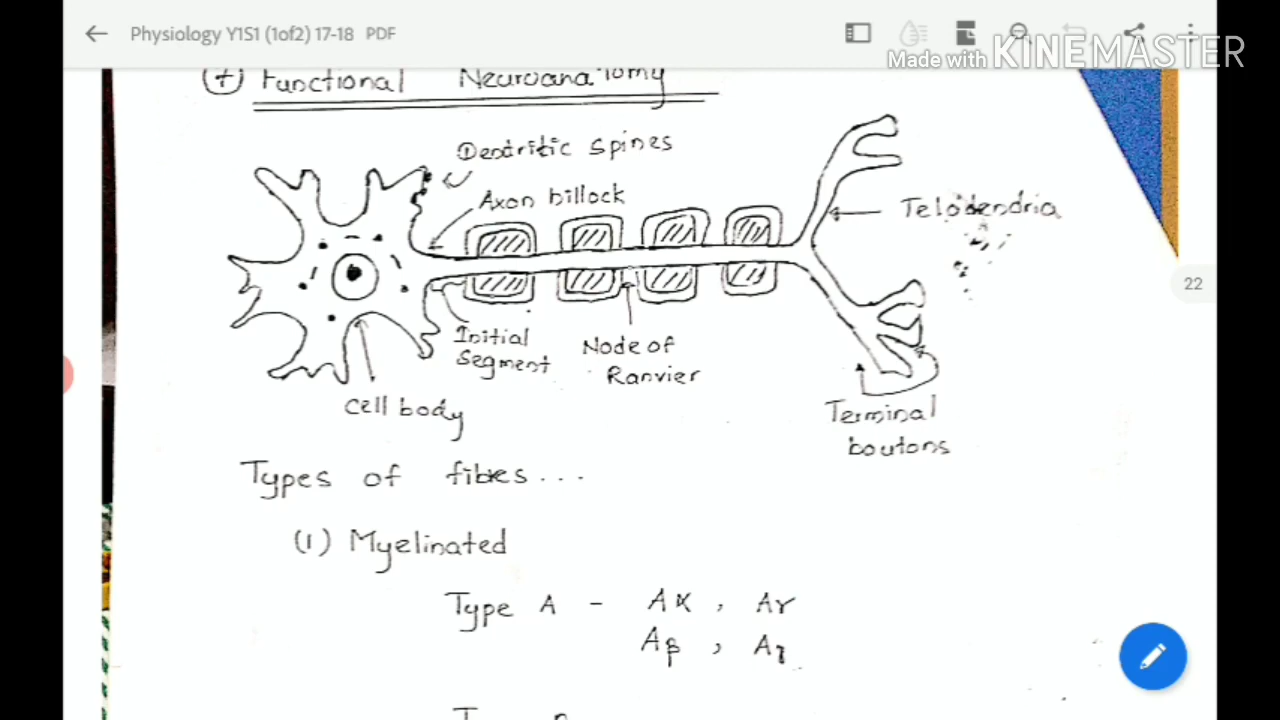 Physiology Y1S1 (1of2) 17-18 PDF
Made with KINEMASTER
Functional Neuroanatomy
Dendritic spines
Axon hillock
Telodendria
22
Initial
Segment
Node of
Ranvier
Cell body
Terminal
boutons
Types of fibres...
(1) Myelinated
Type A - Aα, Aγ
Aβ,